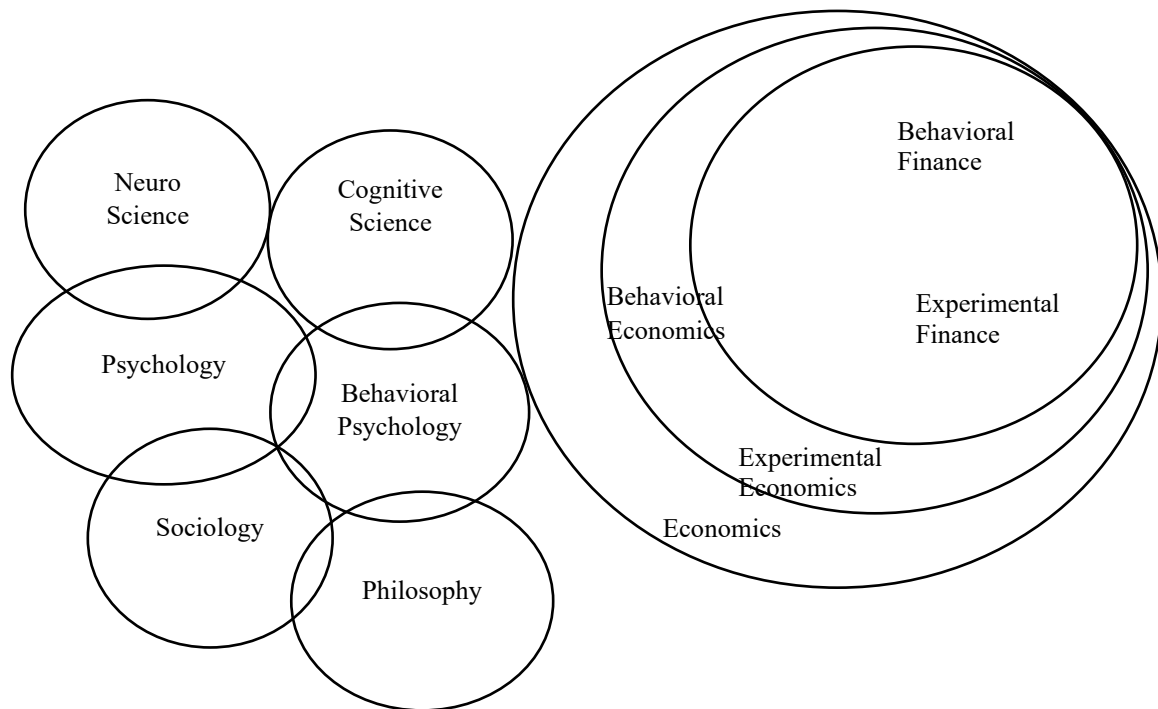 Neuro
Science
Cognitive
Science
Psychology
Behavioral
Psychology
Sociology
Philosophy
Behavioral
Finance
Experimental
Finance
Behavioral
Economics
Experimental
Economics
Economics